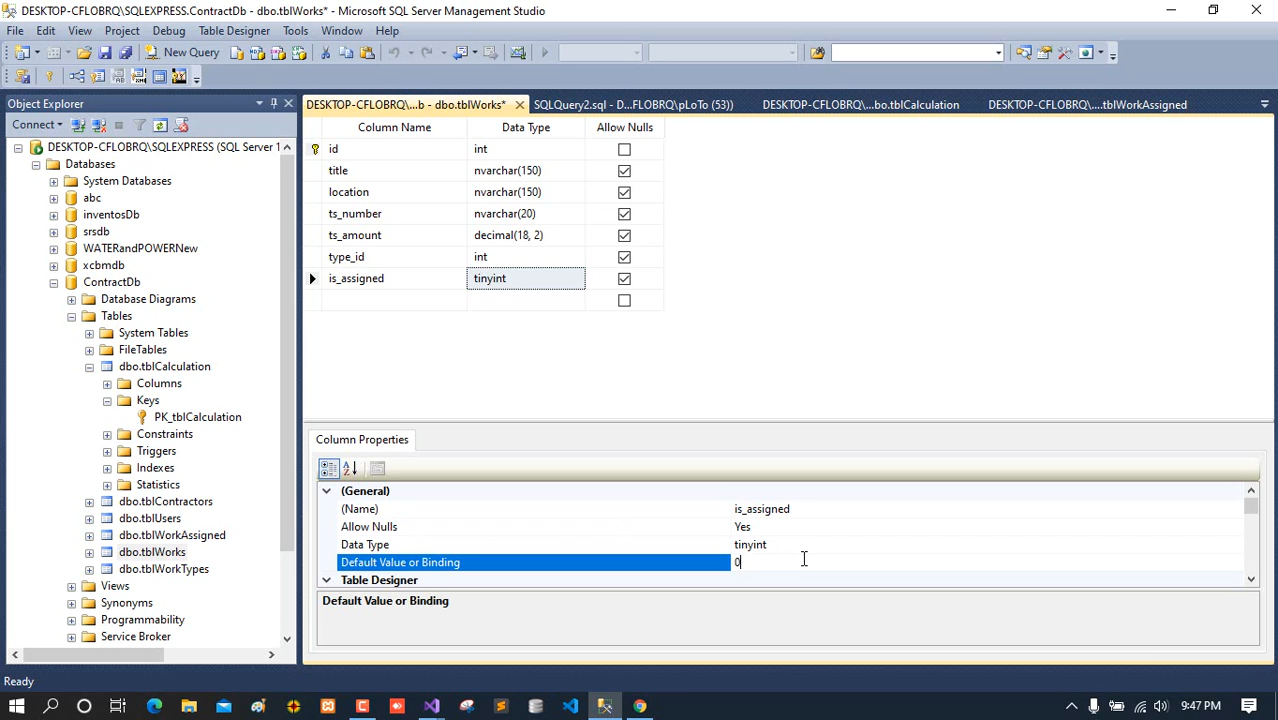 DESKTOP-CFLOBRQ\SQLEXPRESS.ContractDb - dbo.tblWorks* - Microsoft SQL Server Management Studio
File Edit View Project Debug Table Designer Tools Window Help
New Query
Object Explorer
DESKTOP-CFLOBRQ\...b - dbo.tblWorks*
SQLQuery2.sql - D...FLOBRQ\pLoTo (53))
DESKTOP-CFLOBRQ\...bo.tblCalculation
DESKTOP-CFLOBRQ\....tblWorkAssigned
Connect
DESKTOP-CFLOBRQ\SQLEXPRESS (SQL Server 1
Databases
System Databases
abc
inventosDb
srsdb
WATERandPOWERNew
xcbmdb
ContractDb
Database Diagrams
Tables
System Tables
FileTables
dbo.tblCalculation
Columns
Keys
PK_tblCalculation
Constraints
Triggers
Indexes
Statistics
dbo.tblContractors
dbo.tblUsers
dbo.tblWorkAssigned
dbo.tblWorks
dbo.tblWorkTypes
Views
Synonyms
Programmability
Service Broker
Column Name Data Type Allow Nulls
id int
title nvarchar(150)
location nvarchar(150)
ts_number nvarchar(20)
ts_amount decimal(18, 2)
type_id int
is_assigned tinyint
Column Properties
(General)
(Name) is_assigned
Allow Nulls Yes
Data Type tinyint
Default Value or Binding 0
Table Designer
Default Value or Binding
Ready
9:47 PM